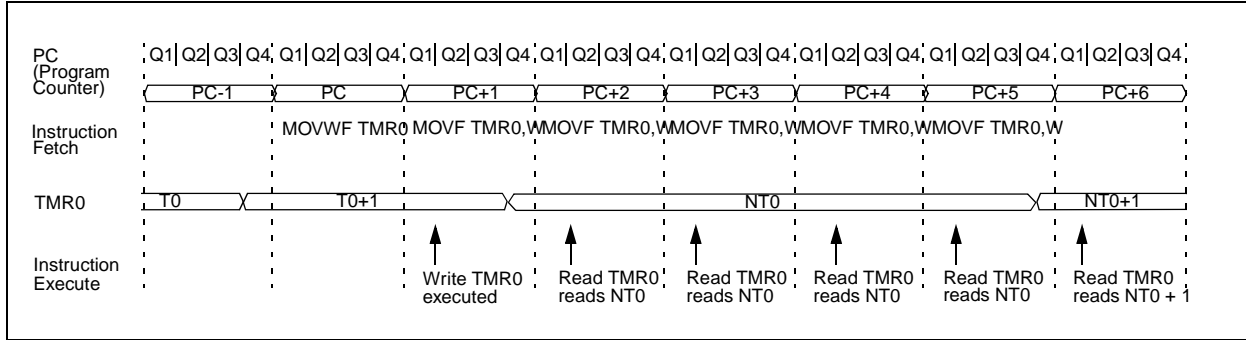 PC (Program Counter)
Q1 Q2 Q3 Q4 Q1 Q2 Q3 Q4 Q1 Q2 Q3 Q4 Q1 Q2 Q3 Q4 Q1 Q2 Q3 Q4 Q1 Q2 Q3 Q4 Q1 Q2 Q3 Q4 Q1 Q2 Q3 Q4
PC-1 PC PC+1 PC+2 PC+3 PC+4 PC+5 PC+6
Instruction Fetch
MOVWF TMR0 MOVF TMR0,W MOVF TMR0,W MOVF TMR0,W MOVF TMR0,W MOVF TMR0,W
TMR0 T0 T0+1 NT0 NT0+1
Instruction Execute
Write TMR0 executed
Read TMR0 reads NT0
Read TMR0 reads NT0
Read TMR0 reads NT0
Read TMR0 reads NT0
Read TMR0 reads NT0 + 1